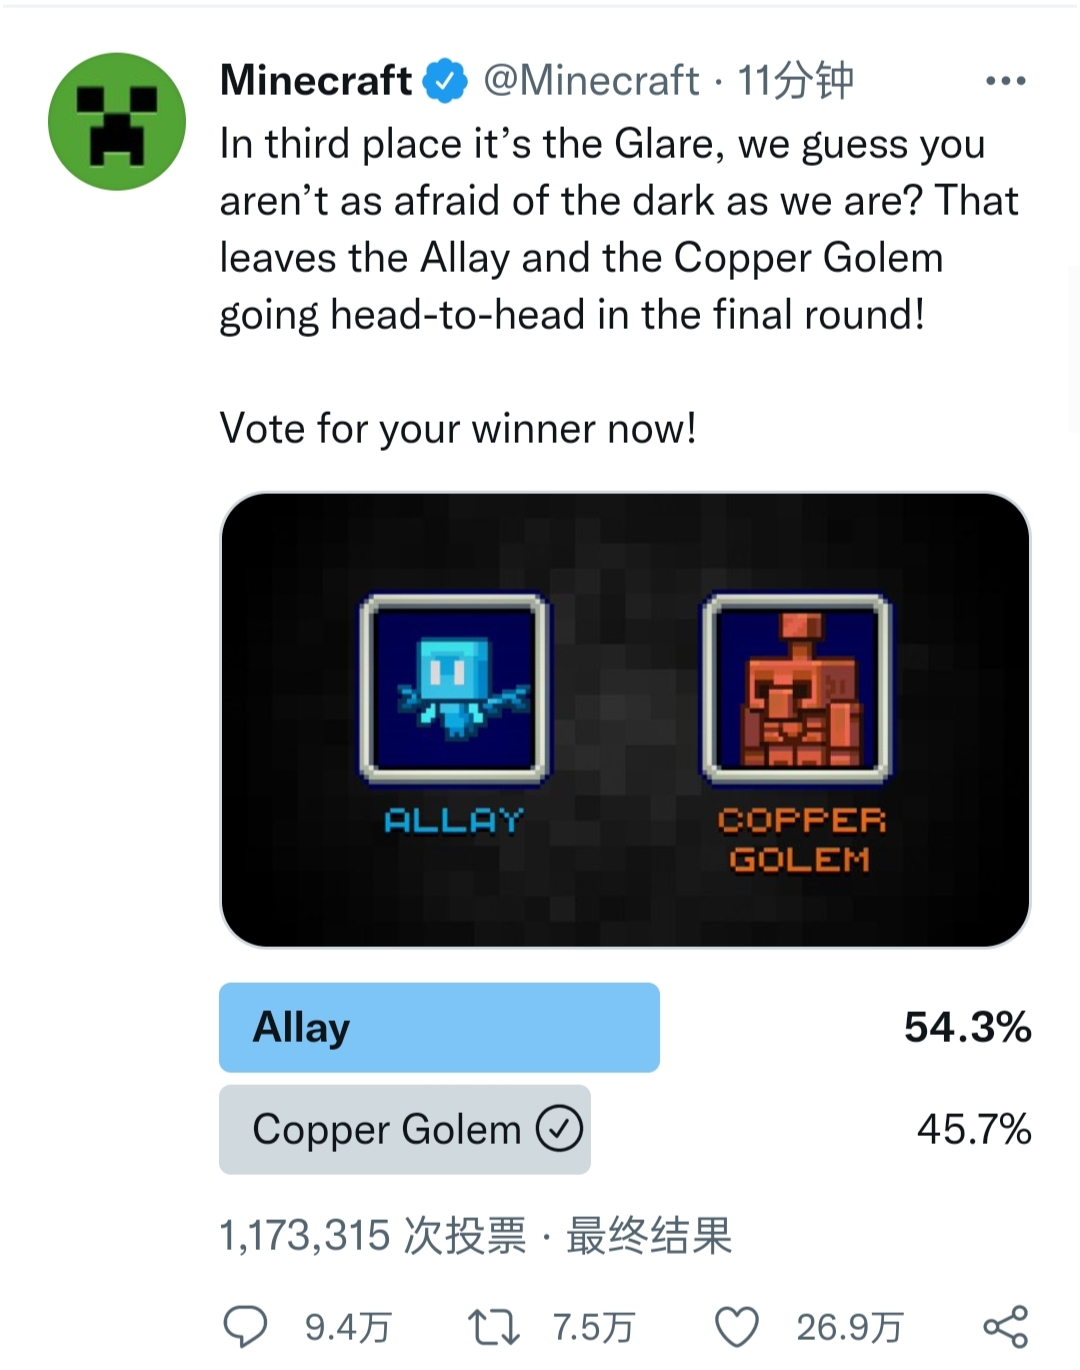 Minecraft @Minecraft · 11分钟
In third place it’s the Glare, we guess you
aren’t as afraid of the dark as we are? That
leaves the Allay and the Copper Golem
going head-to-head in the final round!
Vote for your winner now!
ALLAY
COPPER
GOLEM
Allay 54.3%
Copper Golem 45.7%
1,173,315 次投票 · 最终结果
9.4万 7.5万 26.9万